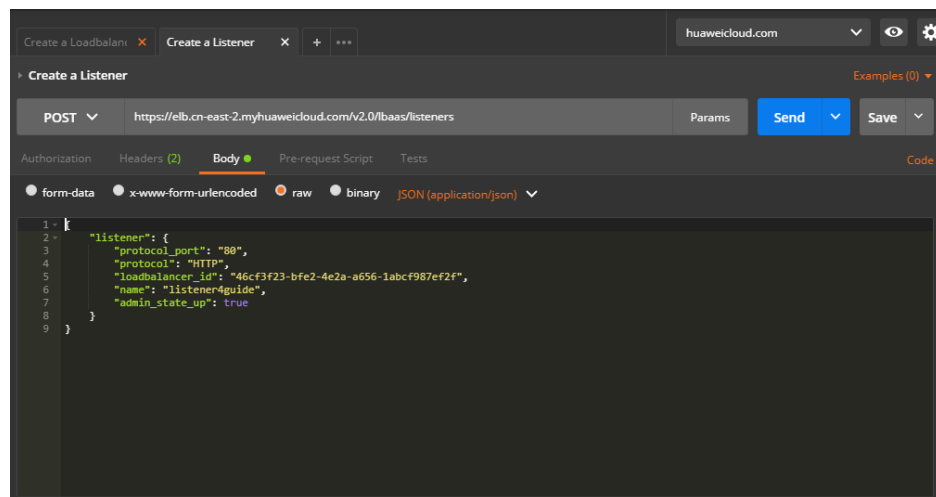 Create a Loadbalanc × Create a Listener × + •••
huaweicloud.com
Create a Listener
Examples (0)
POST https://elb.cn-east-2.myhuaweicloud.com/v2.0/lbaas/listeners Params Send Save
Authorization Headers (2) Body Pre-request Script Tests Code
form-data x-www-form-urlencoded raw binary JSON (application/json)
1 {
2 "listener": {
3 "protocol_port": "80",
4 "protocol": "HTTP",
5 "loadbalancer_id": "46cf3f23-bfe2-4e2a-a656-1abcf987ef2f",
6 "name": "listener4guide",
7 "admin_state_up": true
8 }
9 }